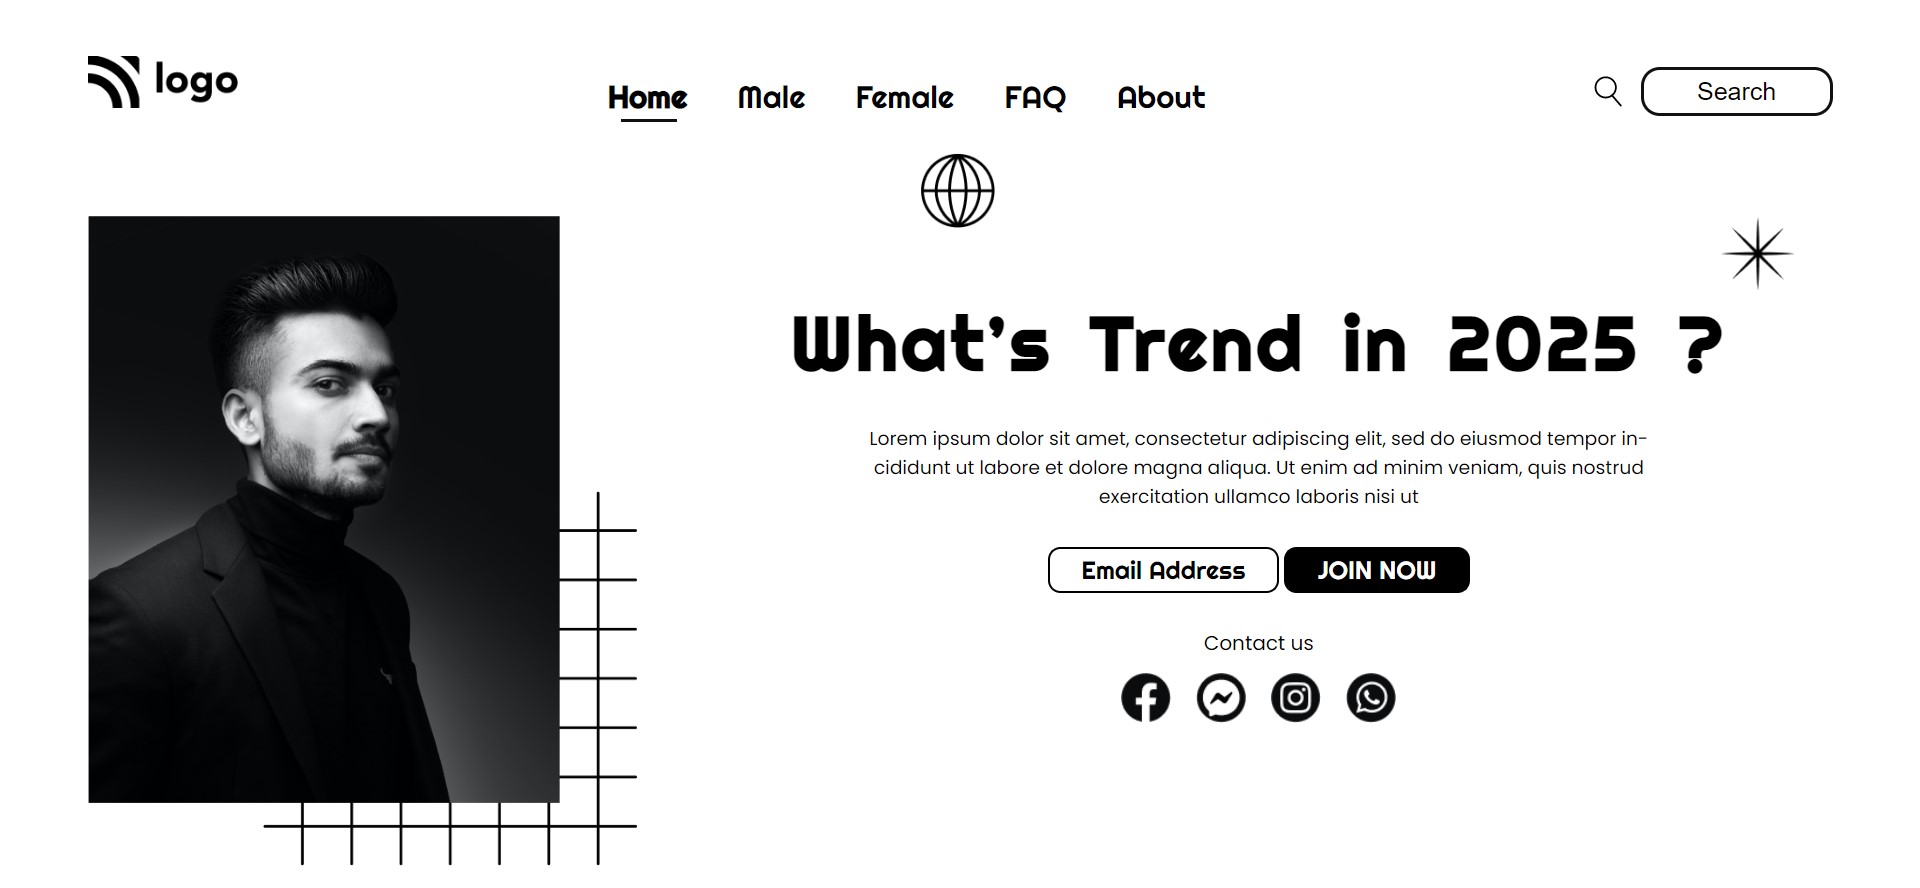 logo
Home Male Female FAQ About
Search
What's Trend in 2025 ?
Lorem ipsum dolor sit amet, consectetur adipiscing elit, sed do eiusmod tempor in-
cididunt ut labore et dolore magna aliqua. Ut enim ad minim veniam, quis nostrud
exercitation ullamco laboris nisi ut
Email Address JOIN NOW
Contact us